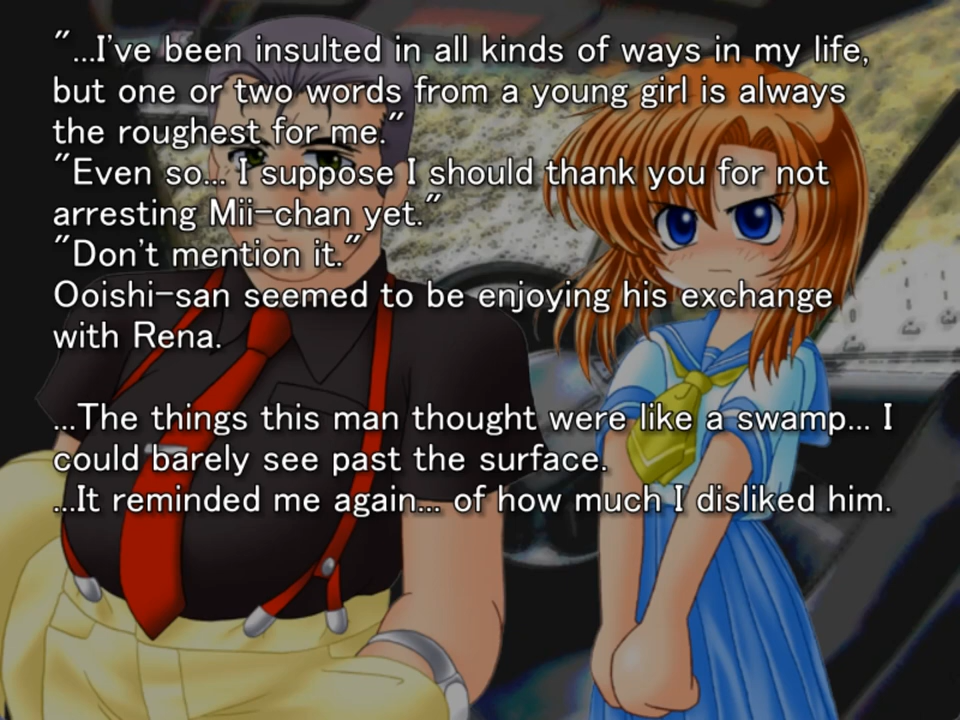 "...I've been insulted in all kinds of ways in my life,
but one or two words from a young girl is always
the roughest for me."
"Even so... I suppose I should thank you for not
arresting Mii-chan yet."
"Don't mention it."
Ooishi-san seemed to be enjoying his exchange
with Rena.
...The things this man thought were like a swamp... I
could barely see past the surface.
...It reminded me again... of how much I disliked him.